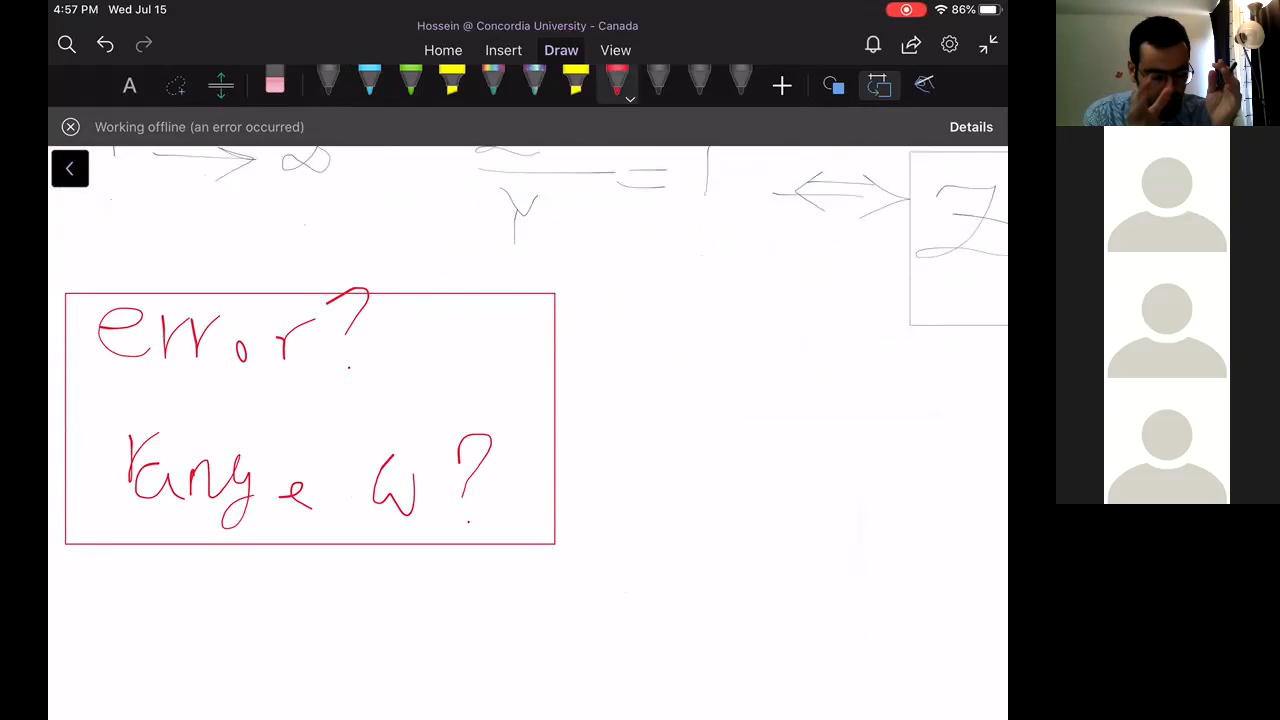 4:57 PM Wed Jul 15
86%
Hossein @ Concordia University - Canada
Home Insert Draw View
A
Working offline (an error occurred)
Details
→ ∞
Y
=
error?
range ω ?